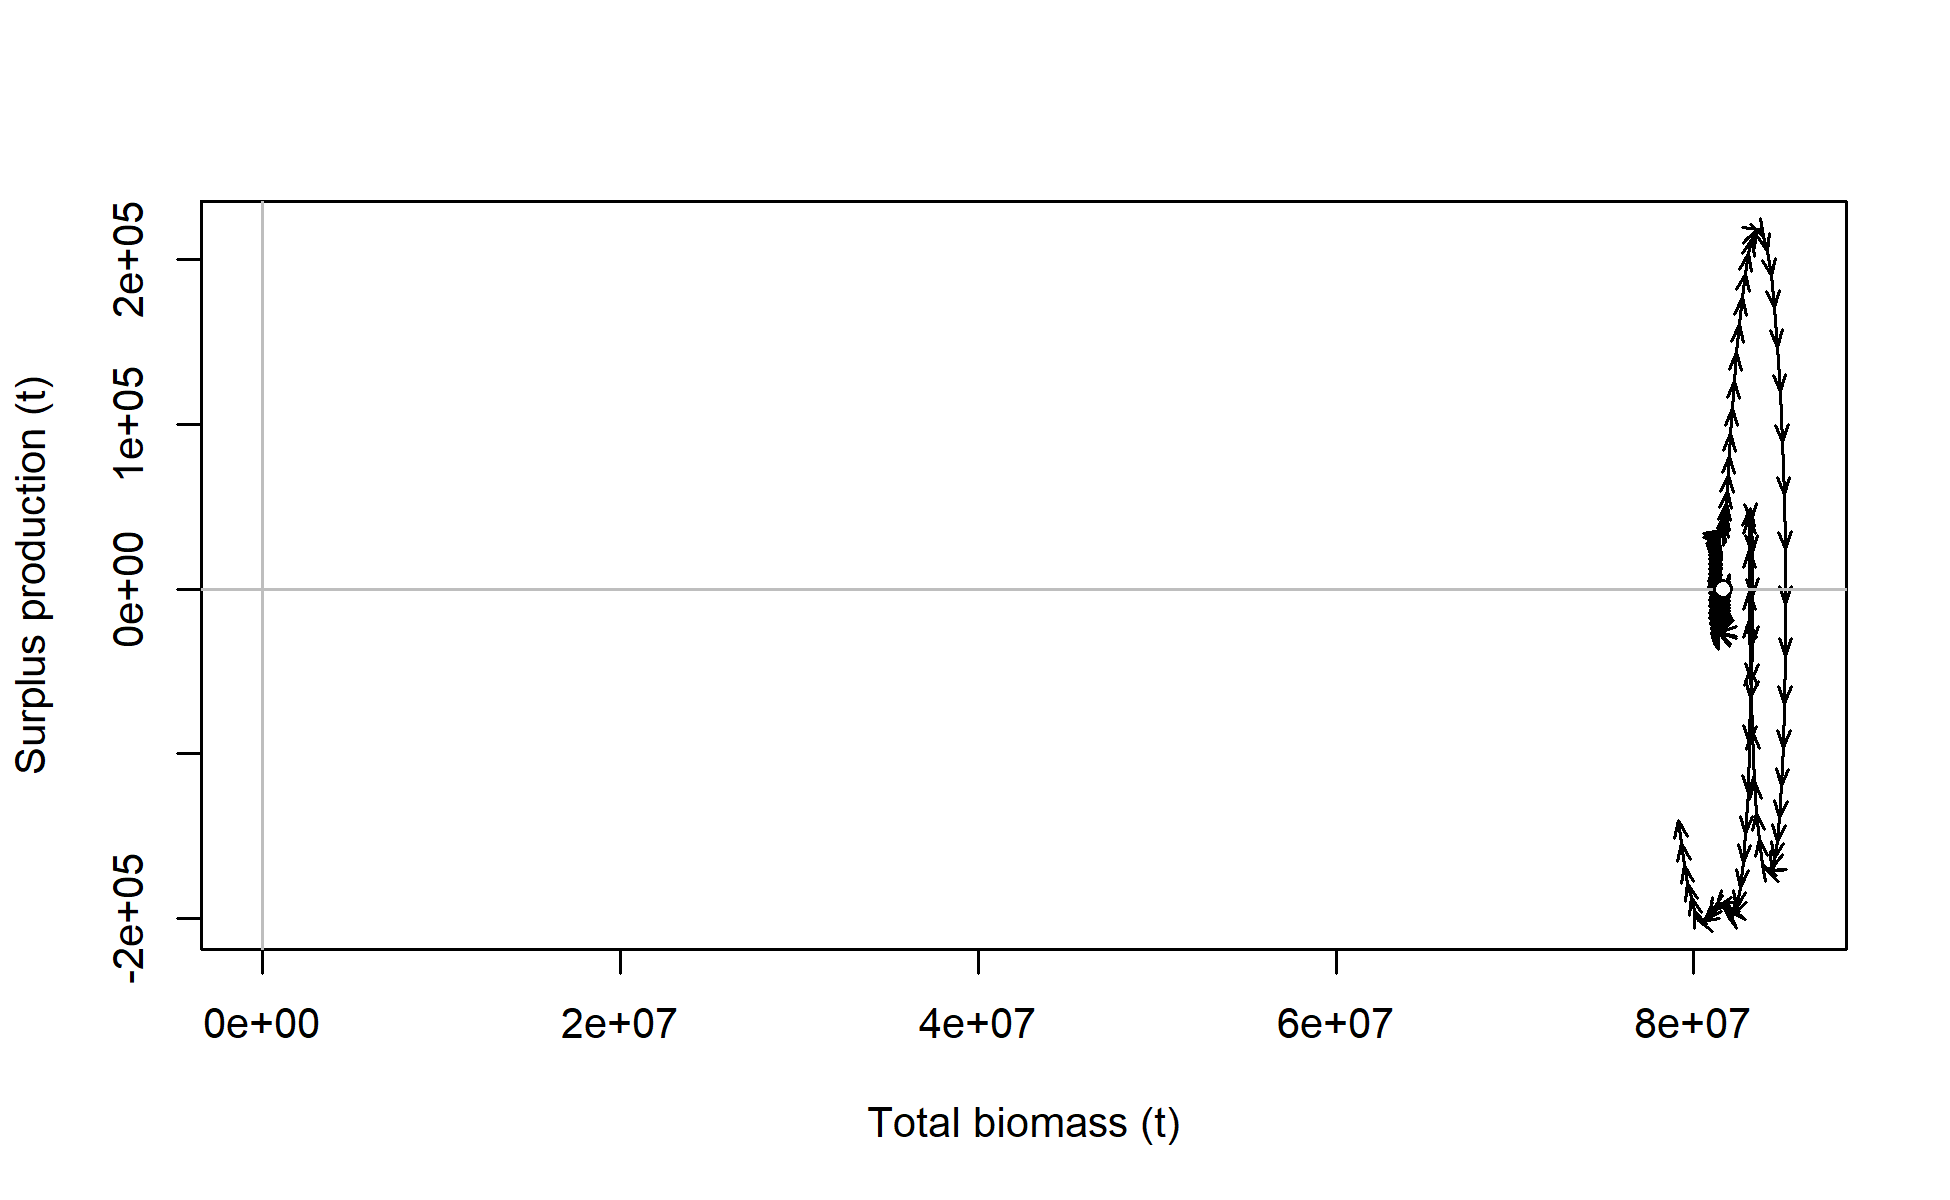 Surplus production (t)
2e+05
1e+05
0e+00
-2e+05
0e+00 2e+07 4e+07 6e+07 8e+07
Total biomass (t)